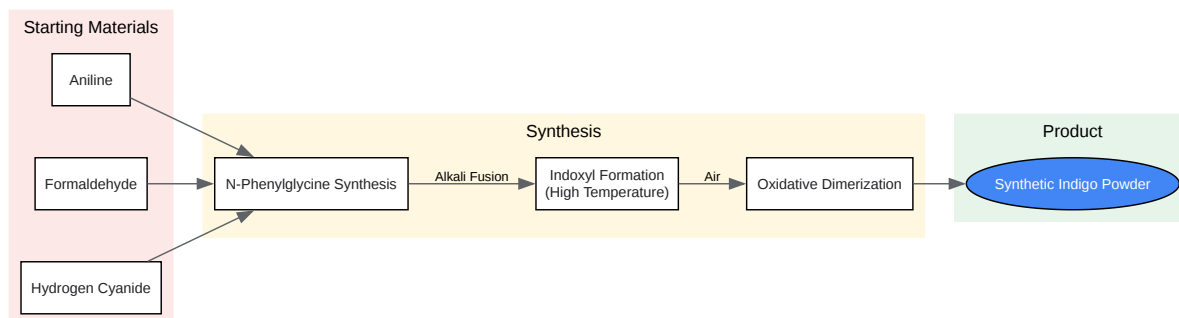 Starting Materials
Aniline
Formaldehyde
Hydrogen Cyanide
Synthesis
N-Phenylglycine Synthesis
Alkali Fusion
Indoxyl Formation
(High Temperature)
Air
Oxidative Dimerization
Product
Synthetic Indigo Powder